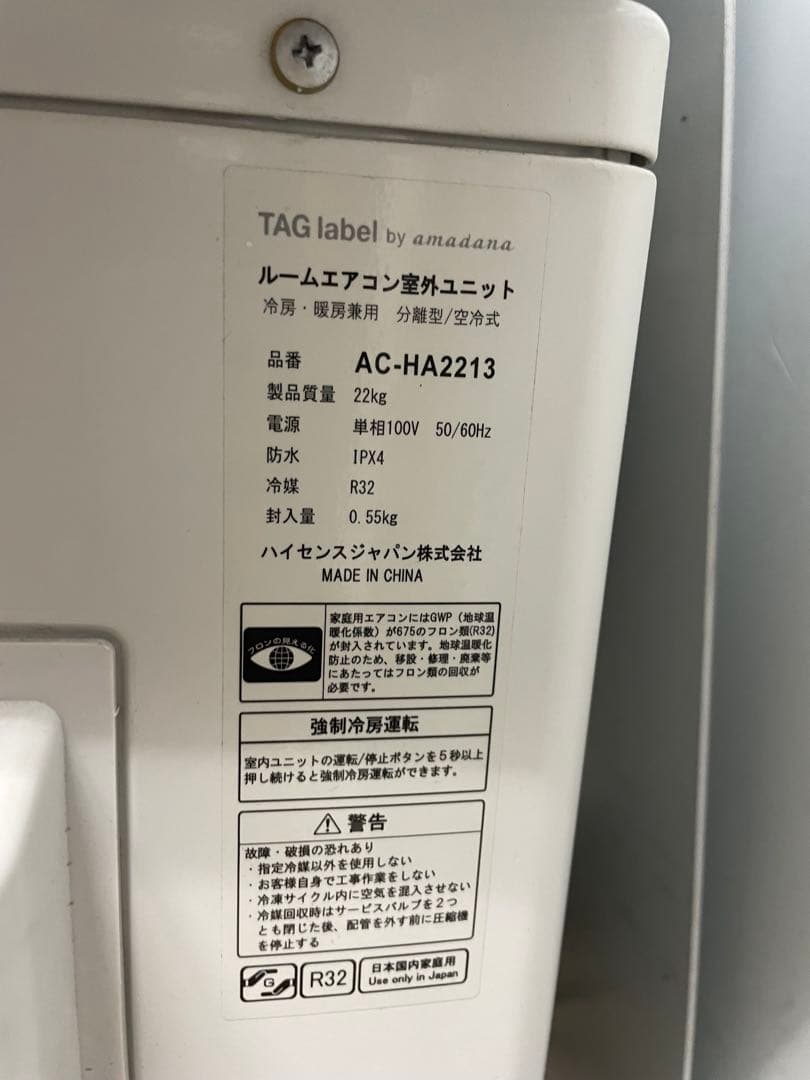 TAG label by amadana
ルームエアコン室外ユニット
冷房・暖房兼用 分離型/空冷式
品番 AC-HA2213
製品質量 22kg
電源 単相100V 50/60Hz
防水 IPX4
冷媒 R32
封入量 0.55kg
ハイセンスジャパン株式会社
MADE IN CHINA
フロンの見える化
家庭用エアコンにはGWP(地球温
暖化係数)が675のフロン類(R32)
が封入されています。地球温暖化
防止のため、移設・修理・廃棄等
にあたってはフロン類の回収が
必要です。
強制冷房運転
室内ユニットの運転/停止ボタンを5秒以上
押し続けると強制冷房運転ができます。
警告
故障・破損の恐れあり
・指定冷媒以外を使用しない
・お客様自身で工事作業をしない
・冷凍サイクル内に空気を混入させない
・冷媒回収時はサービスバルブを2つ
とも閉じた後、配管を外す前に圧縮機
を停止する
G
R32
日本国内家庭用
Use only in Japan